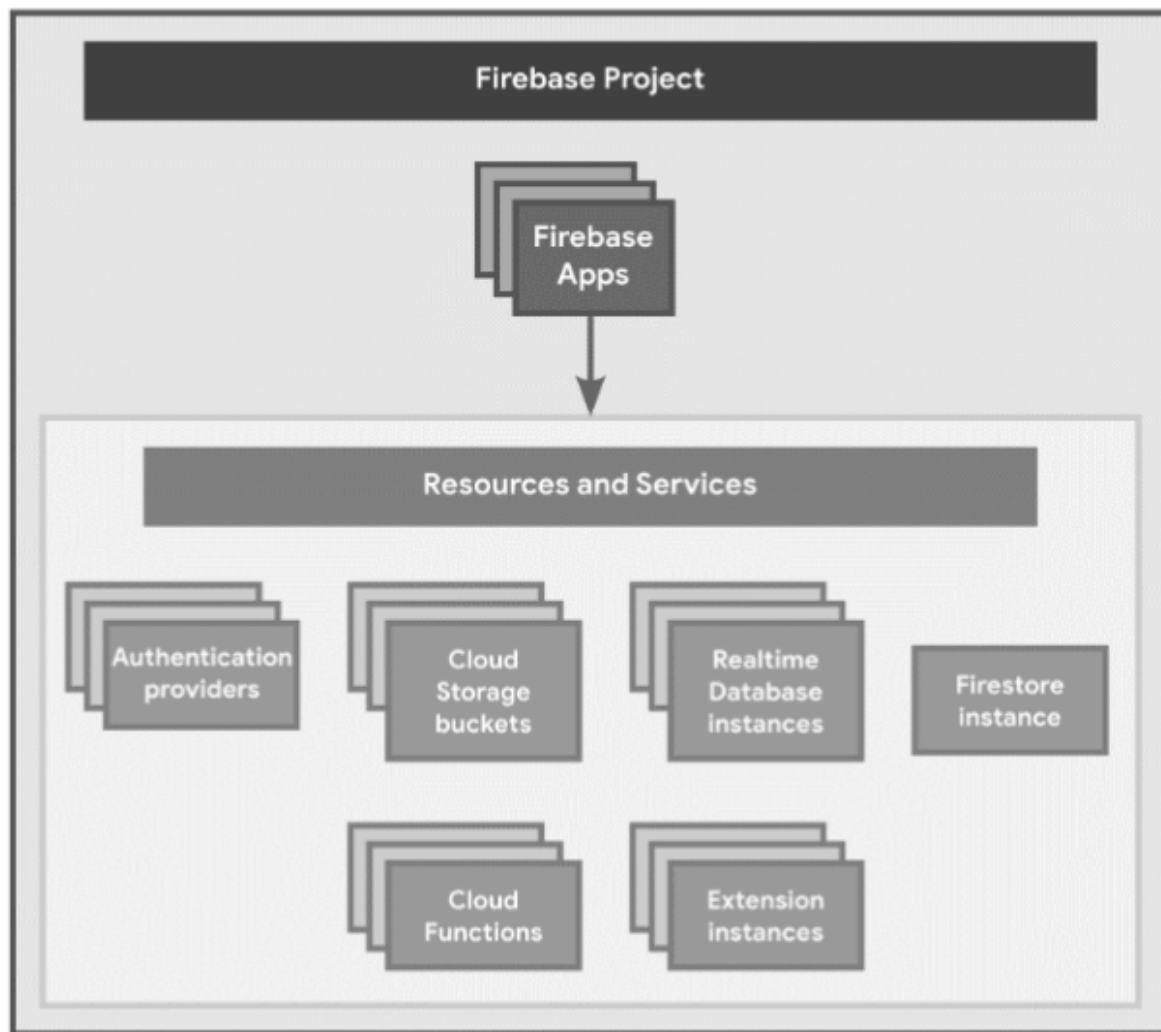 Firebase Project
Firebase
Apps
Resources and Services
Authentication
providers
Cloud
Storage
buckets
Realtime
Database
instances
Firestore
instance
Cloud
Functions
Extension
instances